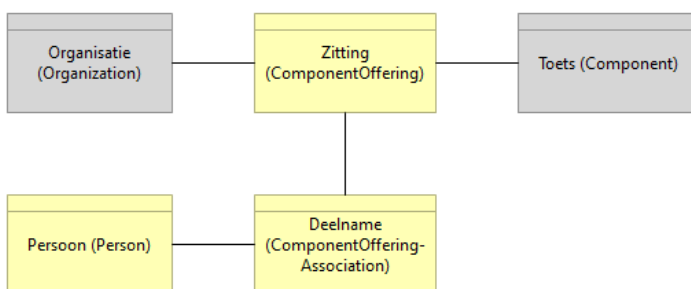 Organisatie
(Organization)
Zitting
(ComponentOffering)
Toets (Component)
Persoon (Person)
Deelname
(ComponentOffering-
Association)